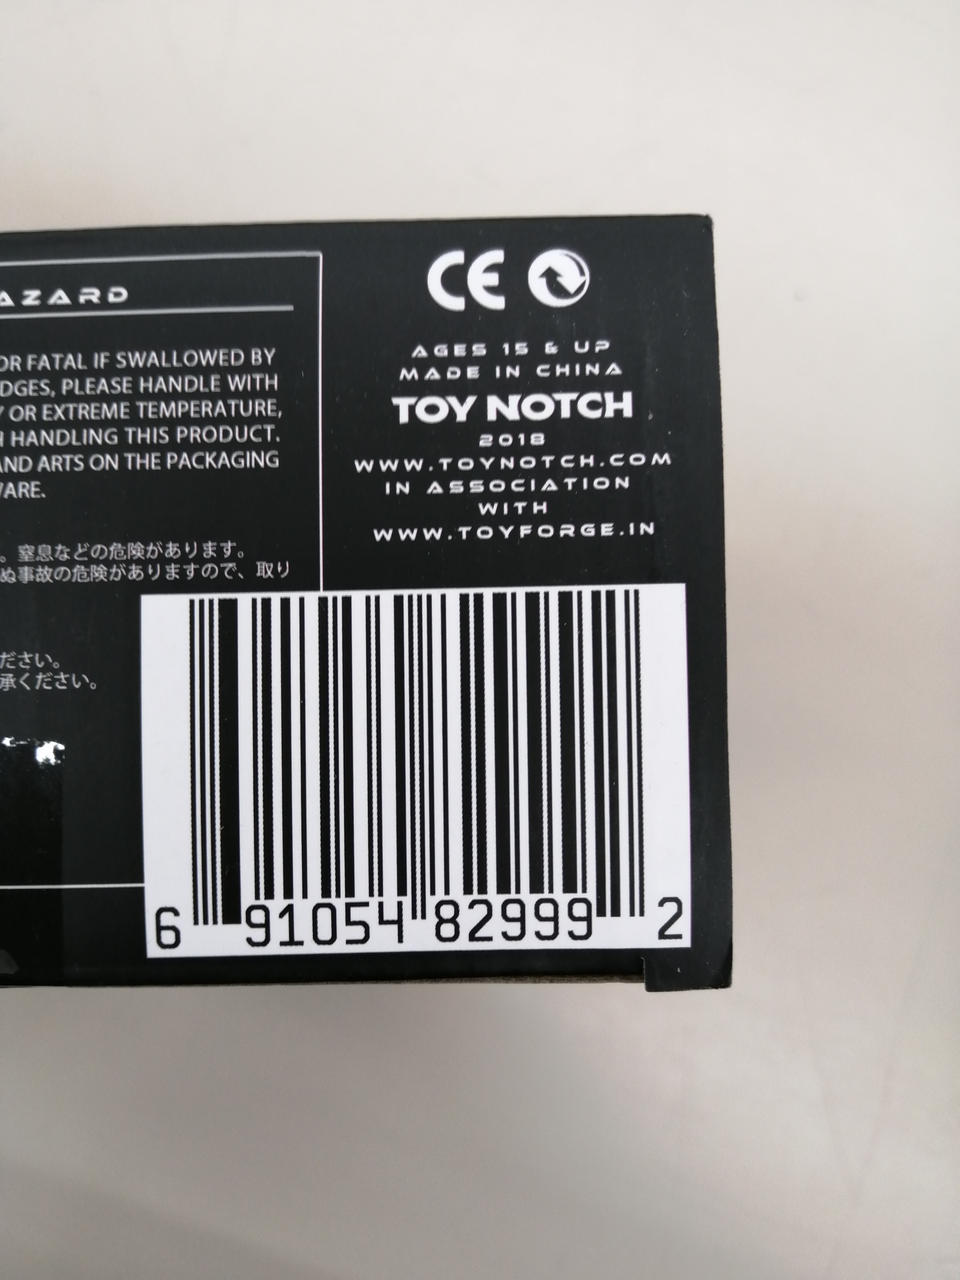 AZARD
OR FATAL IF SWALLOWED BY
DGES, PLEASE HANDLE WITH
Y OR EXTREME TEMPERATURE,
H HANDLING THIS PRODUCT.
AND ARTS ON THE PACKAGING
ARE.
。窒息などの危険があります。
ぬ事故の危険がありますので、取り
ださい。
承ください。
CE
AGES 15 & UP
MADE IN CHINA
TOY NOTCH
2018
WWW.TOYNOTCH.COM
IN ASSOCIATION
WITH
WWW.TOYFORGE.IN
6 91054 82999 2